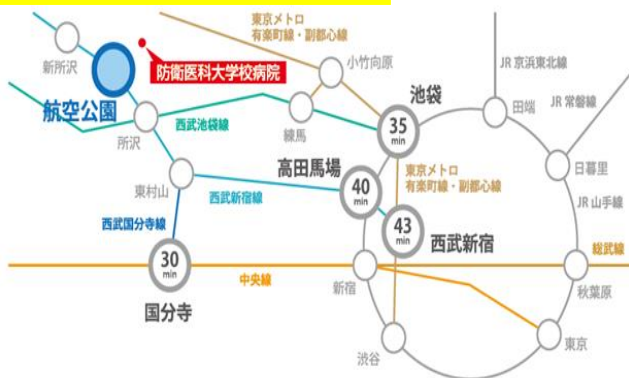 東京メトロ
有楽町線・副都心線
新所沢
防衛医科大学校病院
小竹向原
JR 京浜東北線
航空公園
池袋
35
min
田端
JR 常磐線
所沢
西武池袋線
練馬
高田馬場
東京メトロ
有楽町線・副都心線
日暮里
東村山
西武新宿線
40
min
JR 山手線
西武国分寺線
43
min
西武新宿
総武線
30
min
中央線
新宿
秋葉原
国分寺
渋谷
東京